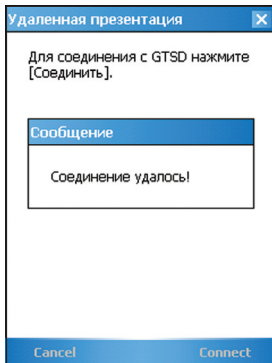 Удаленная презентация
Для соединения с GTSD нажмите
[Соединить].
Сообщение
Соединение удалось!
Cancel Connect